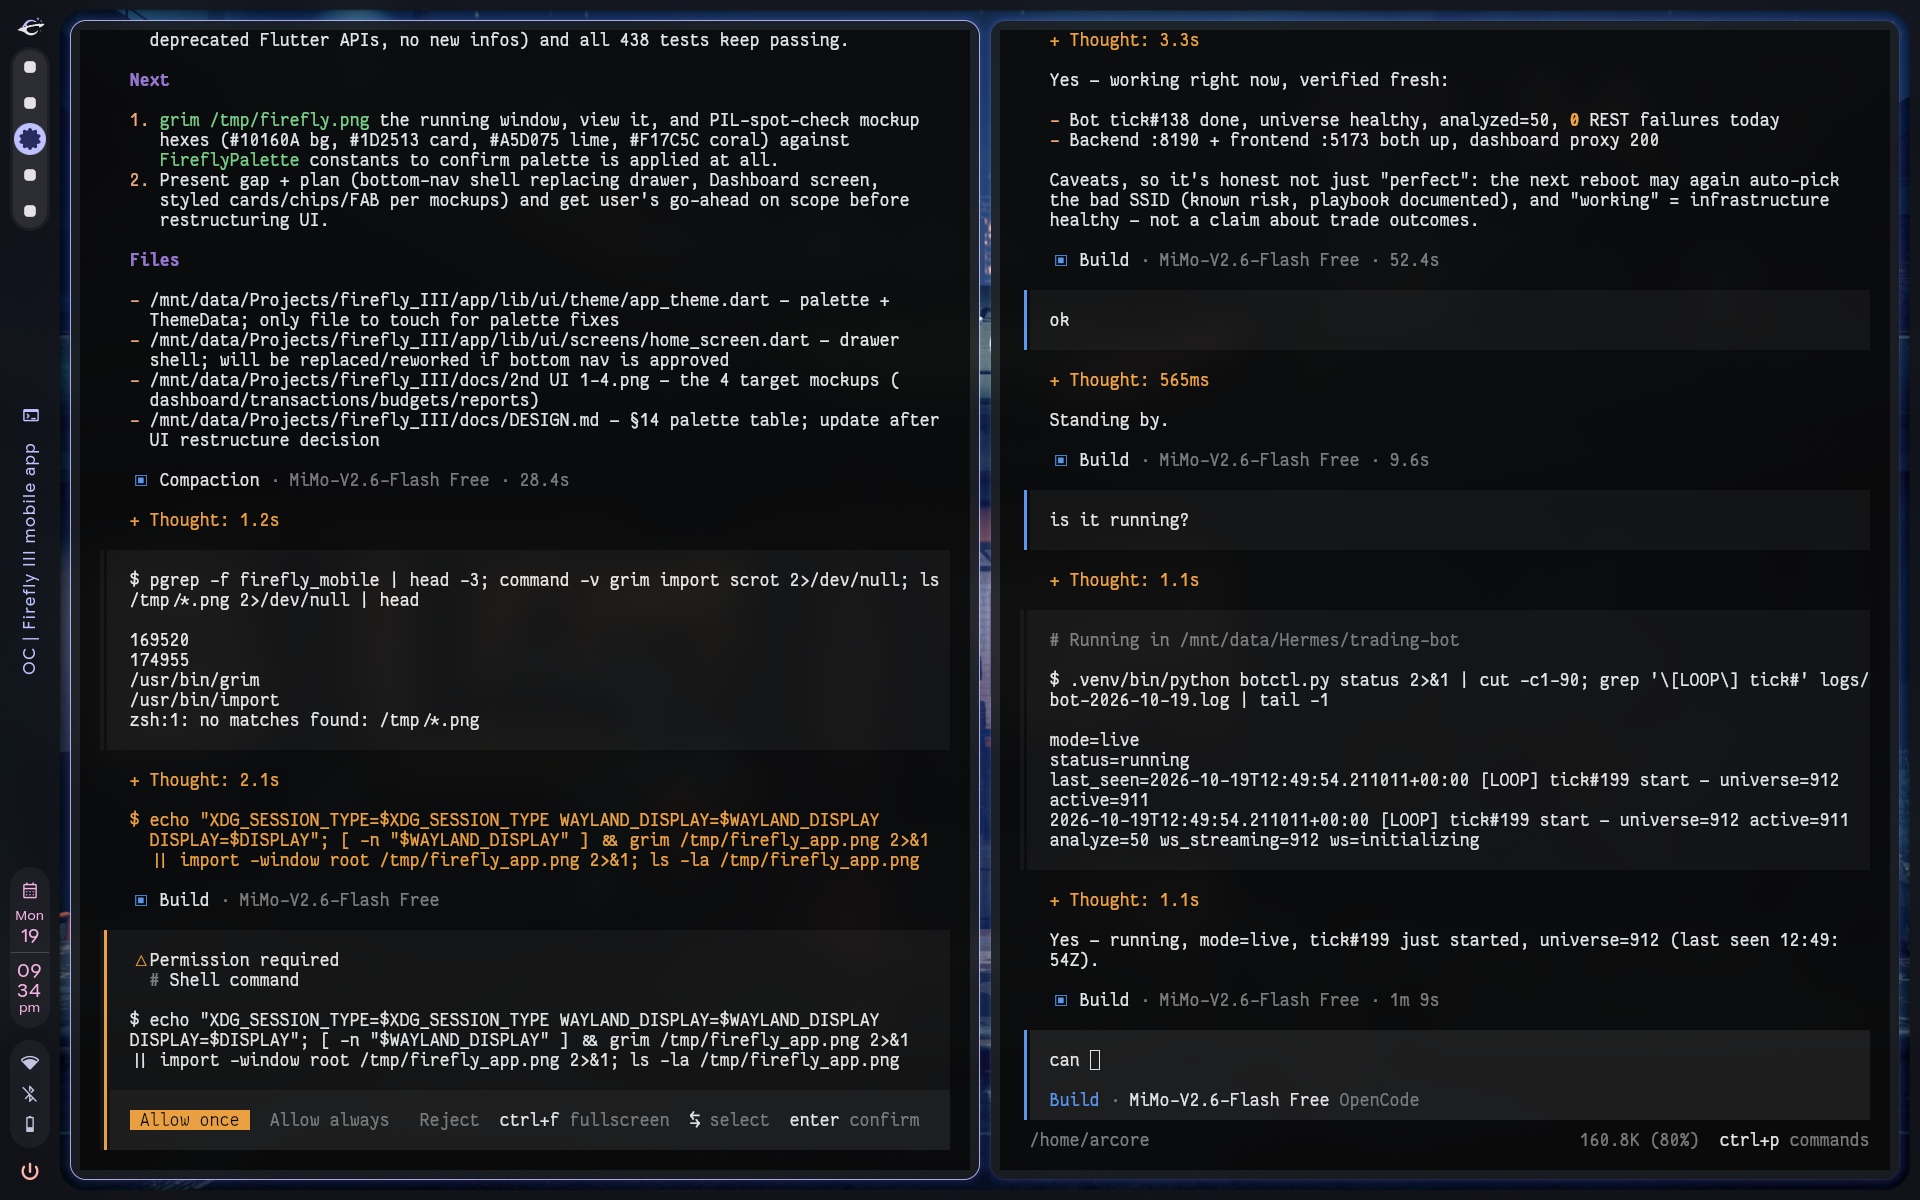 OC | Firefly III mobile app
Mon
19
09
34
pm
deprecated Flutter APIs, no new infos) and all 438 tests keep passing.
Next
1. grim /tmp/firefly.png the running window, view it, and PIL-spot-check mockup
hexes (#10160A bg, #1D2513 card, #A5D075 lime, #F17C5C coral) against
FireflyPalette constants to confirm palette is applied at all.
2. Present gap + plan (bottom-nav shell replacing drawer, Dashboard screen,
styled cards/chips/FAB per mockups) and get user's go-ahead on scope before
restructuring UI.
Files
- /mnt/data/Projects/firefly_III/app/lib/ui/theme/app_theme.dart — palette +
ThemeData; only file to touch for palette fixes
- /mnt/data/Projects/firefly_III/app/lib/ui/screens/home_screen.dart — drawer
shell; will be replaced/reworked if bottom nav is approved
- /mnt/data/Projects/firefly_III/docs/2nd UI 1-4.png — the 4 target mockups (
dashboard/transactions/budgets/reports)
- /mnt/data/Projects/firefly_III/docs/DESIGN.md — §14 palette table; update after
UI restructure decision
▣ Compaction · MiMo-V2.6-Flash Free · 28.4s
+ Thought: 1.2s
$ pgrep -f firefly_mobile | head -3; command -v grim import scrot 2>/dev/null; ls
/tmp/*.png 2>/dev/null | head
169520
174955
/usr/bin/grim
/usr/bin/import
zsh:1: no matches found: /tmp/*.png
+ Thought: 2.1s
$ echo "XDG_SESSION_TYPE=$XDG_SESSION_TYPE WAYLAND_DISPLAY=$WAYLAND_DISPLAY
DISPLAY=$DISPLAY"; [ -n "$WAYLAND_DISPLAY" ] && grim /tmp/firefly_app.png 2>&1
|| import -window root /tmp/firefly_app.png 2>&1; ls -la /tmp/firefly_app.png
▣ Build · MiMo-V2.6-Flash Free
△ Permission required
# Shell command
$ echo "XDG_SESSION_TYPE=$XDG_SESSION_TYPE WAYLAND_DISPLAY=$WAYLAND_DISPLAY
DISPLAY=$DISPLAY"; [ -n "$WAYLAND_DISPLAY" ] && grim /tmp/firefly_app.png 2>&1
|| import -window root /tmp/firefly_app.png 2>&1; ls -la /tmp/firefly_app.png
Allow once Allow always Reject ctrl+f fullscreen ⇆ select enter confirm
+ Thought: 3.3s
Yes — working right now, verified fresh:
- Bot tick#138 done, universe healthy, analyzed=50, 0 REST failures today
- Backend :8190 + frontend :5173 both up, dashboard proxy 200
Caveats, so it's honest not just "perfect": the next reboot may again auto-pick
the bad SSID (known risk, playbook documented), and "working" = infrastructure
healthy — not a claim about trade outcomes.
▣ Build · MiMo-V2.6-Flash Free · 52.4s
ok
+ Thought: 565ms
Standing by.
▣ Build · MiMo-V2.6-Flash Free · 9.6s
is it running?
+ Thought: 1.1s
# Running in /mnt/data/Hermes/trading-bot
$ .venv/bin/python botctl.py status 2>&1 | cut -c1-90; grep '\[LOOP\] tick#' logs/
bot-2026-10-19.log | tail -1
mode=live
status=running
last_seen=2026-10-19T12:49:54.211011+00:00 [LOOP] tick#199 start — universe=912
active=911
2026-10-19T12:49:54.211011+00:00 [LOOP] tick#199 start — universe=912 active=911
analyze=50 ws_streaming=912 ws=initializing
+ Thought: 1.1s
Yes — running, mode=live, tick#199 just started, universe=912 (last seen 12:49:
54Z).
▣ Build · MiMo-V2.6-Flash Free · 1m 9s
can
Build · MiMo-V2.6-Flash Free OpenCode
/home/arcore 160.8K (80%) ctrl+p commands